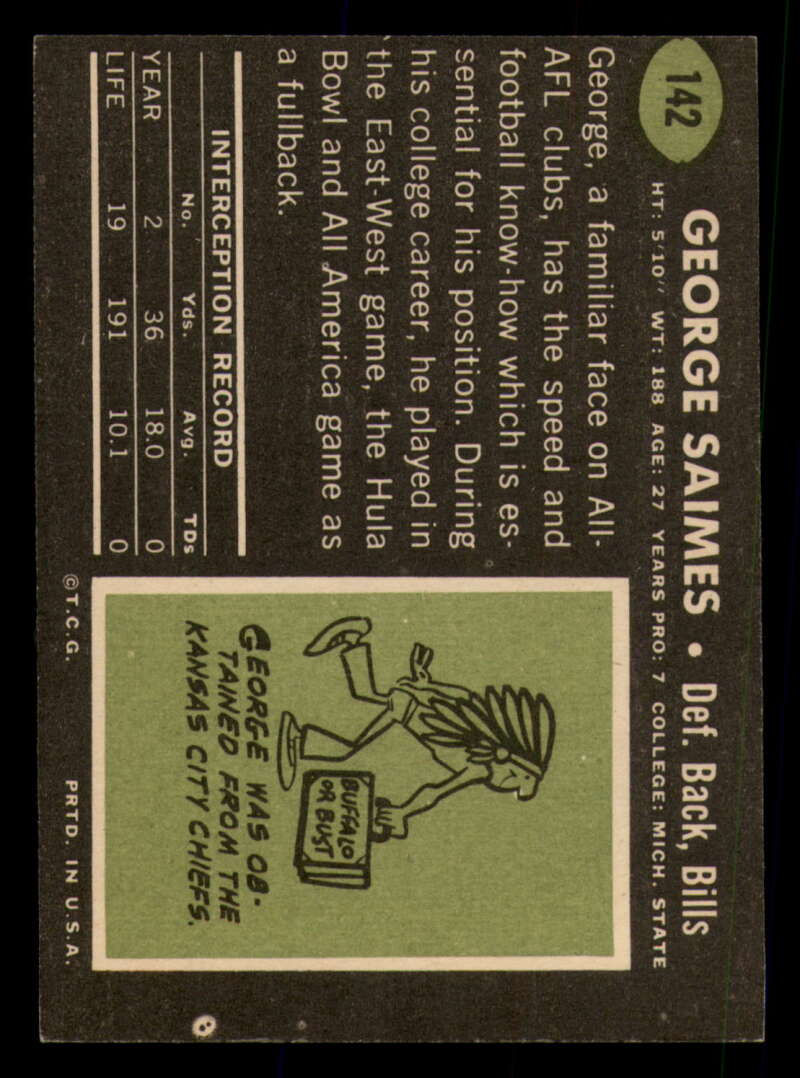 142
GEORGE SAIMES • Def. Back, Bills
HT: 5'10" WT: 188 AGE: 27 YEARS PRO: 7 COLLEGE: MICH. STATE
George, a familiar face on All-
AFL clubs, has the speed and
football know-how which is es-
sential for his position. During
his college career, he played in
the East-West game, the Hula
Bowl and All America game as
a fullback.
INTERCEPTION RECORD
No. Yds. Avg. TDs
YEAR 2 36 18.0 0
LIFE 19 191 10.1 0
BUFFALO
OR BUST
GEORGE WAS OB-
TAINED FROM THE
KANSAS CITY CHIEFS.
©T.C.G. PRTD. IN U.S.A.
8